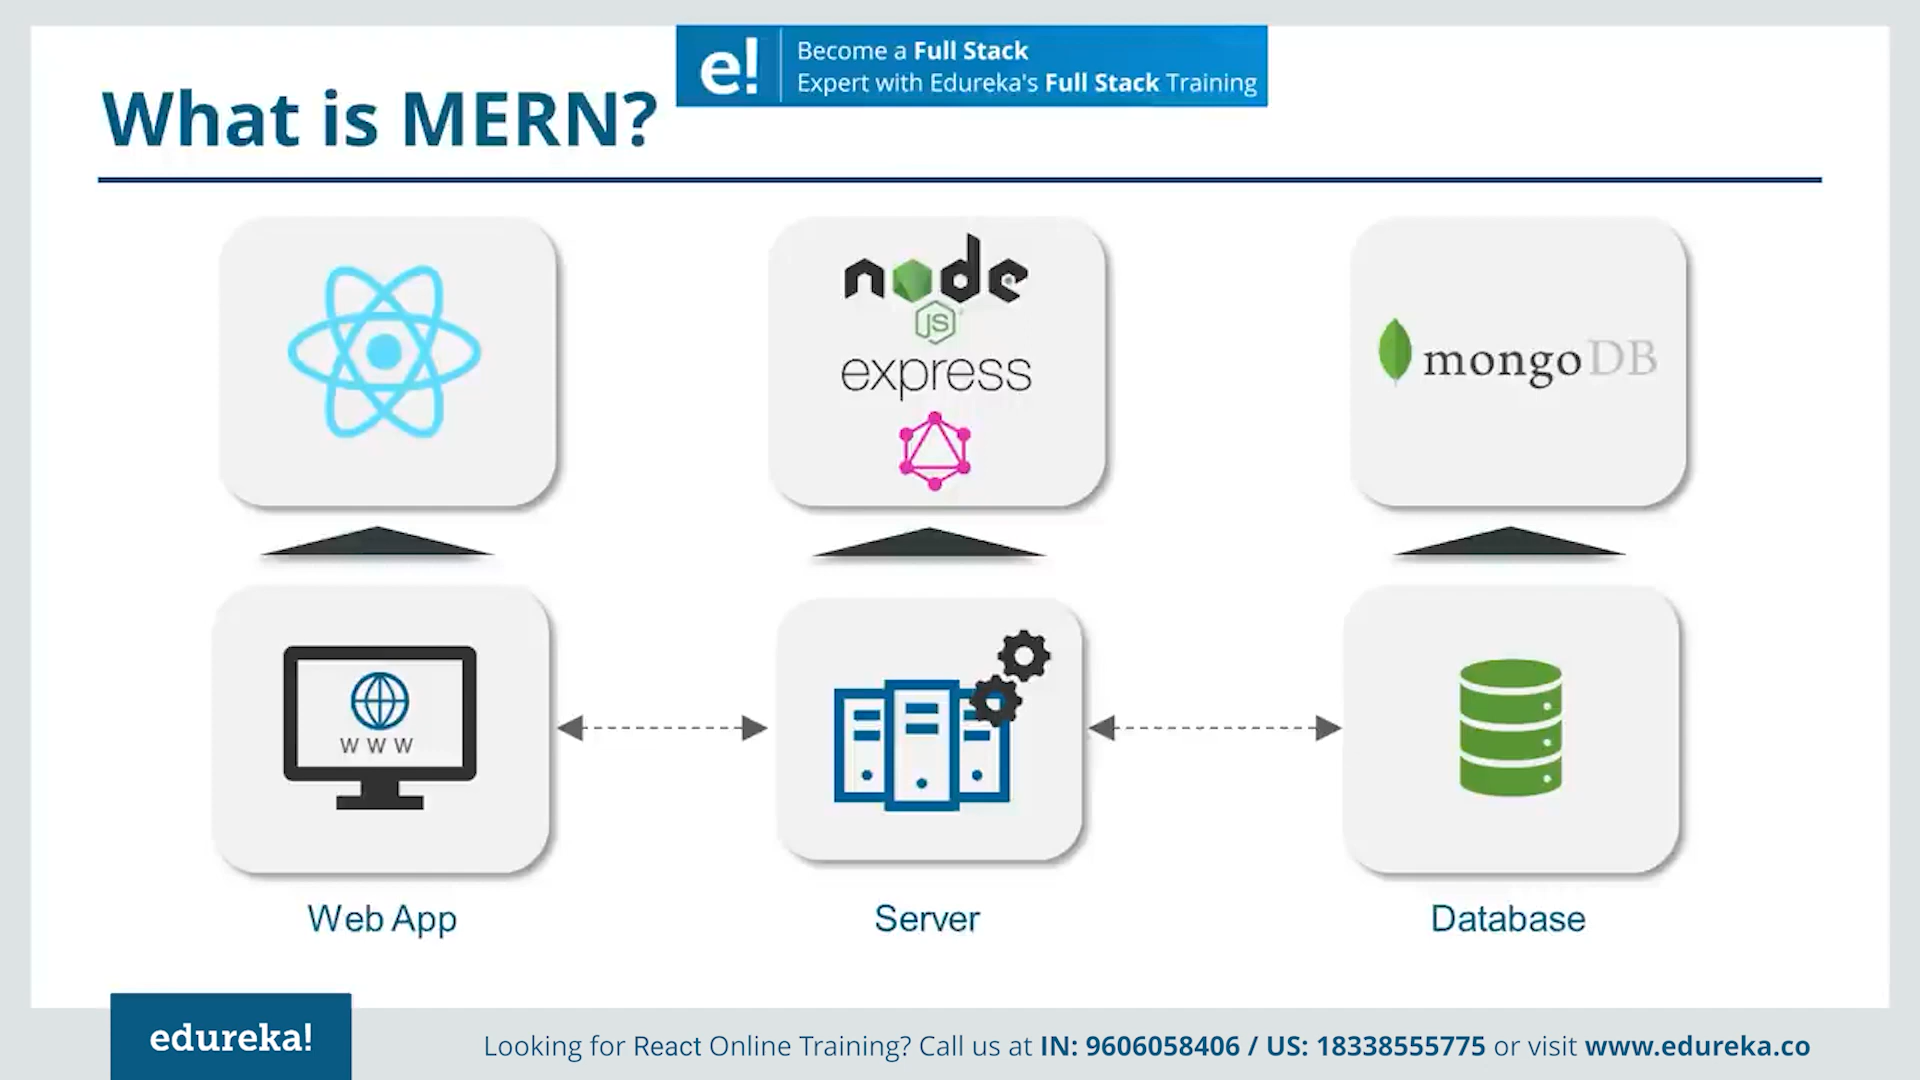 e!
Become a Full Stack
Expert with Edureka's Full Stack Training
What is MERN?
node
JS
express
mongoDB
WWW
Web App
Server
Database
edureka!
Looking for React Online Training? Call us at IN: 9606058406 / US: 18338555775 or visit www.edureka.co